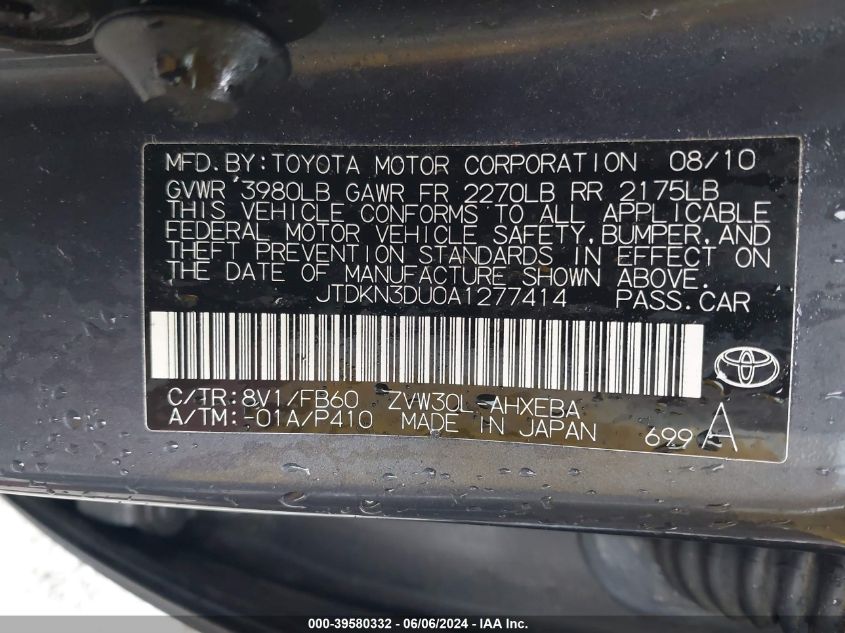 MFD.BY:TOYOTA MOTOR CORPORATION 08/10
GVWR 3980LB GAWR FR 2270LB RR 2175LB
THIS VEHICLE CONFORMS TO ALL APPLICABLE
FEDERAL MOTOR VEHICLE SAFETY,BUMPER,AND
THEFT PREVENTION STANDARDS IN EFFECT ON
THE DATE OF MANUFACTURE SHOWN ABOVE.
JTDKN3DU0A1277414 PASS.CAR
C/TR:8V1/FB60 ZVW30L-AHXEBA
A/TM:-01A/P410 MADE IN JAPAN 699 A
000-39580332 - 06/06/2024 - IAA Inc.